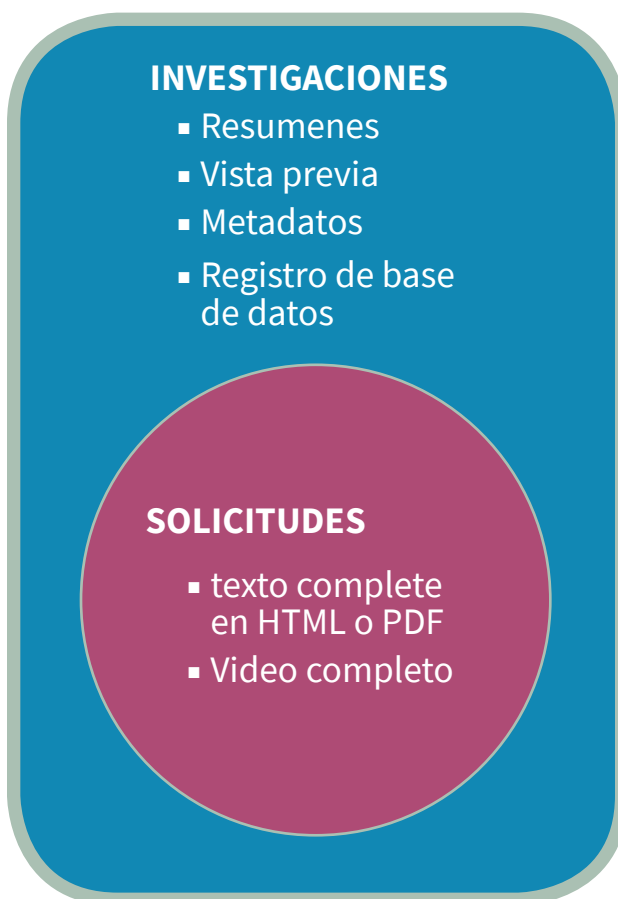 INVESTIGACIONES
▪ Resumenes
▪ Vista previa
▪ Metadatos
▪ Registro de base
de datos
SOLICITUDES
▪ texto complete
en HTML o PDF
▪ Video completo